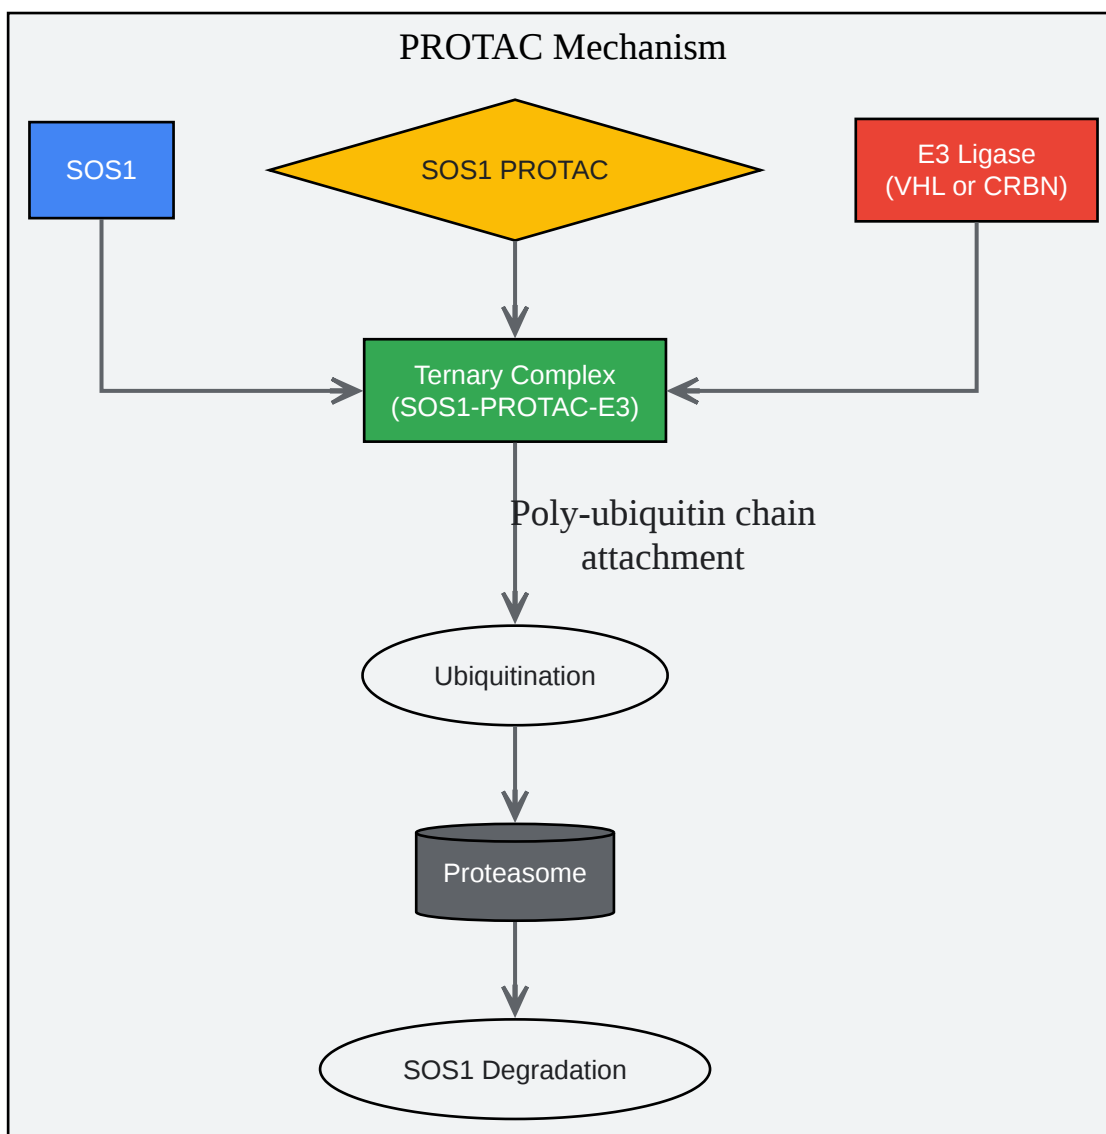 PROTAC Mechanism
SOS1
SOS1 PROTAC
E3 Ligase
(VHL or CRBN)
Ternary Complex
(SOS1-PROTAC-E3)
Poly-ubiquitin chain
attachment
Ubiquitination
Proteasome
SOS1 Degradation